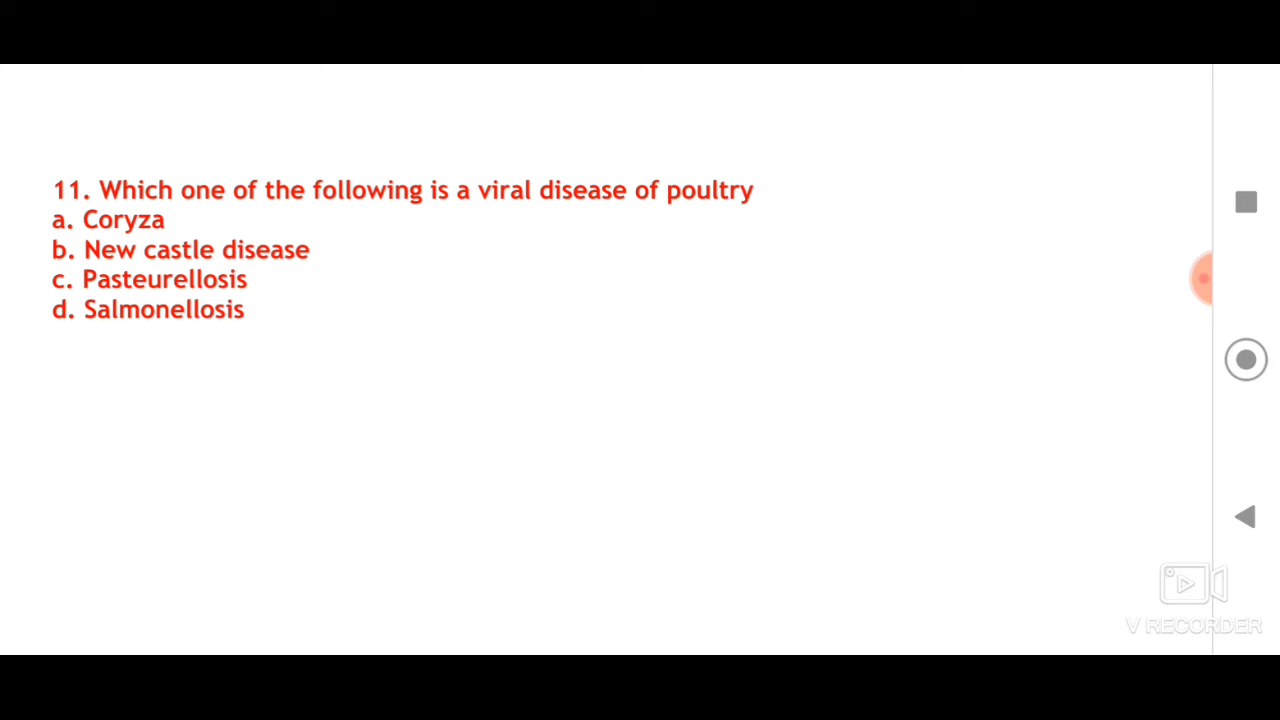 11. Which one of the following is a viral disease of poultry
a. Coryza
b. New castle disease
c. Pasteurellosis
d. Salmonellosis
V RECORDER